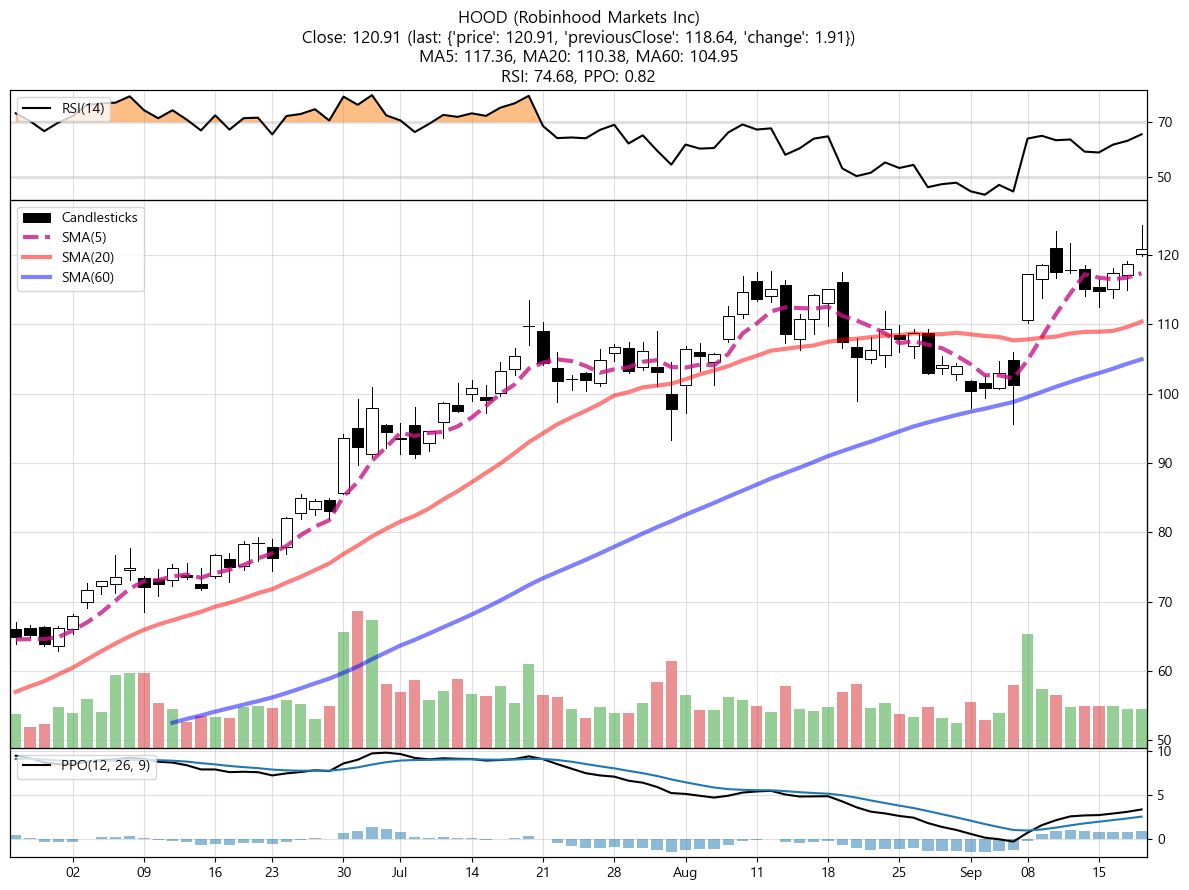 HOOD (Robinhood Markets Inc)
Close: 120.91 (last: {'price': 120.91, 'previousClose': 118.64, 'change': 1.91})
MA5: 117.36, MA20: 110.38, MA60: 104.95
RSI: 74.68, PPO: 0.82
RSI(14)
70
50
Candlesticks
SMA(5)
SMA(20)
SMA(60)
120
110
100
90
80
70
60
50
PPO(12, 26, 9)
10
5
0
02 09 16 23 30 Jul 14 21 28 Aug 11 18 25 Sep 08 15